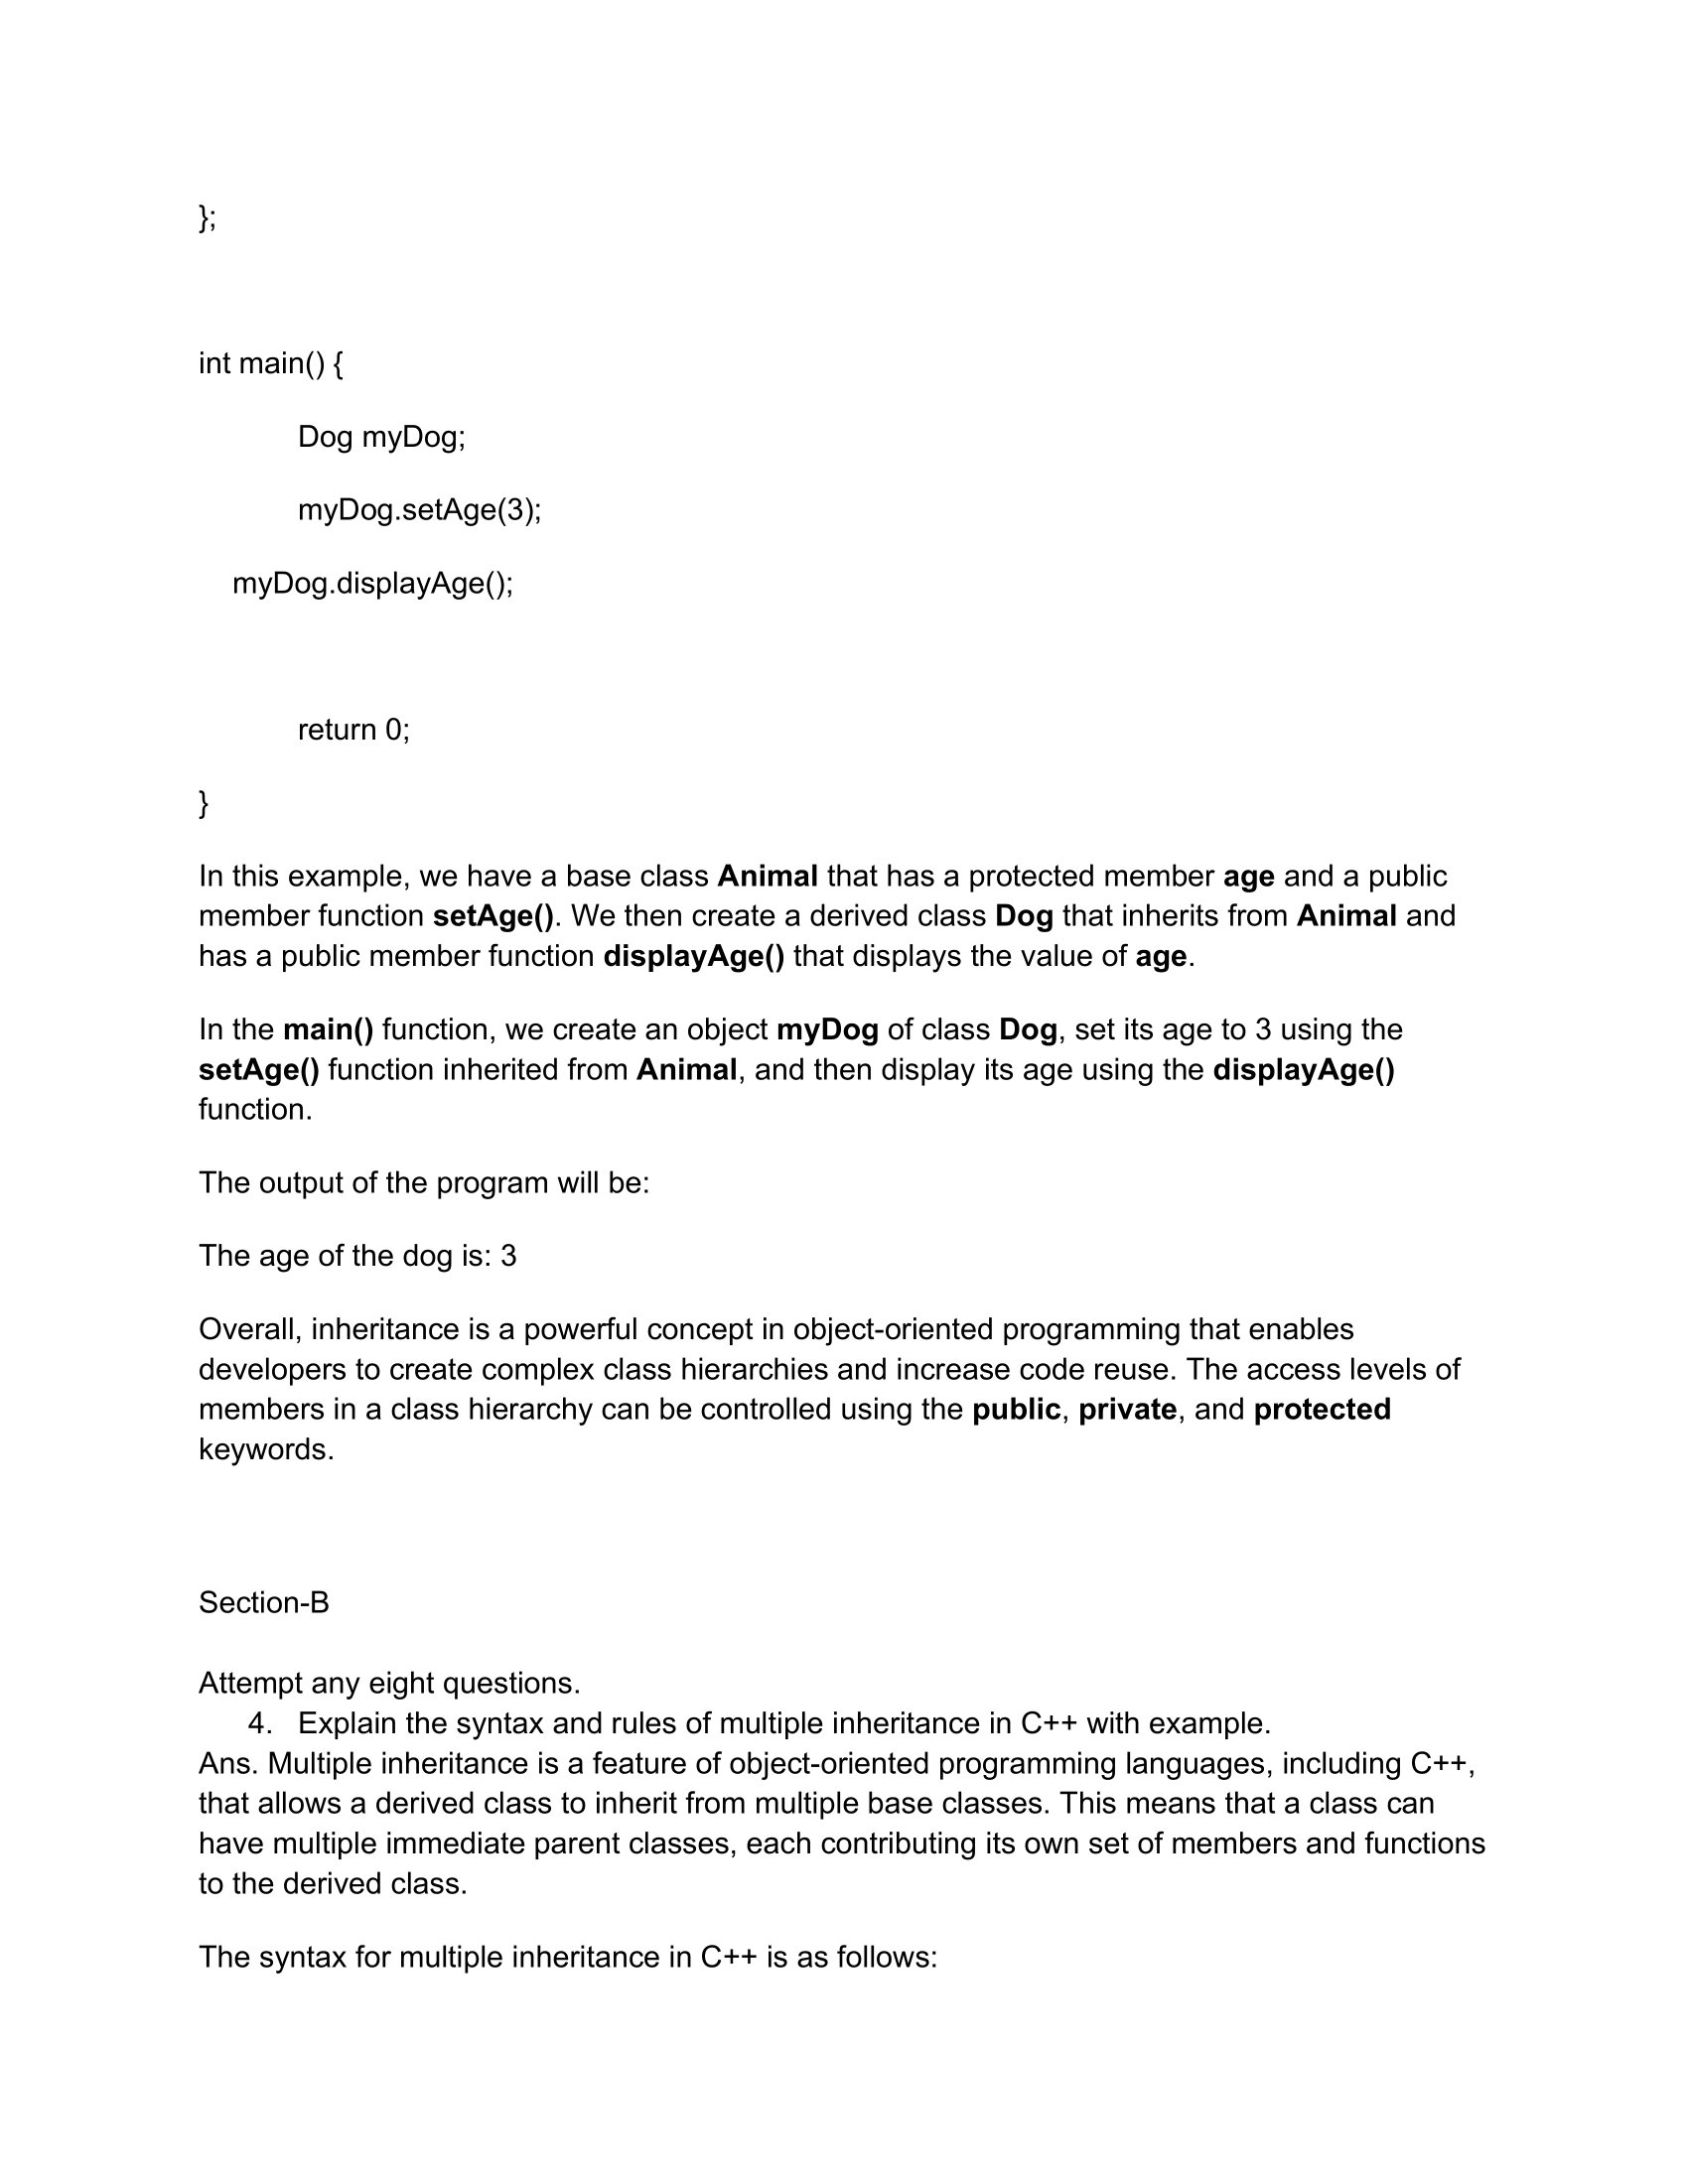 };
int main() {
Dog myDog;
myDog.setAge(3);
myDog.displayAge();
return 0;
}
In this example, we have a base class Animal that has a protected member age and a public
member function setAge(). We then create a derived class Dog that inherits from Animal and
has a public member function displayAge() that displays the value of age.
In the main() function, we create an object myDog of class Dog, set its age to 3 using the
setAge() function inherited from Animal, and then display its age using the displayAge()
function.
The output of the program will be:
The age of the dog is: 3
Overall, inheritance is a powerful concept in object-oriented programming that enables
developers to create complex class hierarchies and increase code reuse. The access levels of
members in a class hierarchy can be controlled using the public, private, and protected
keywords.
Section-B
Attempt any eight questions.
4. Explain the syntax and rules of multiple inheritance in C++ with example.
Ans. Multiple inheritance is a feature of object-oriented programming languages, including C++,
that allows a derived class to inherit from multiple base classes. This means that a class can
have multiple immediate parent classes, each contributing its own set of members and functions
to the derived class.
The syntax for multiple inheritance in C++ is as follows: